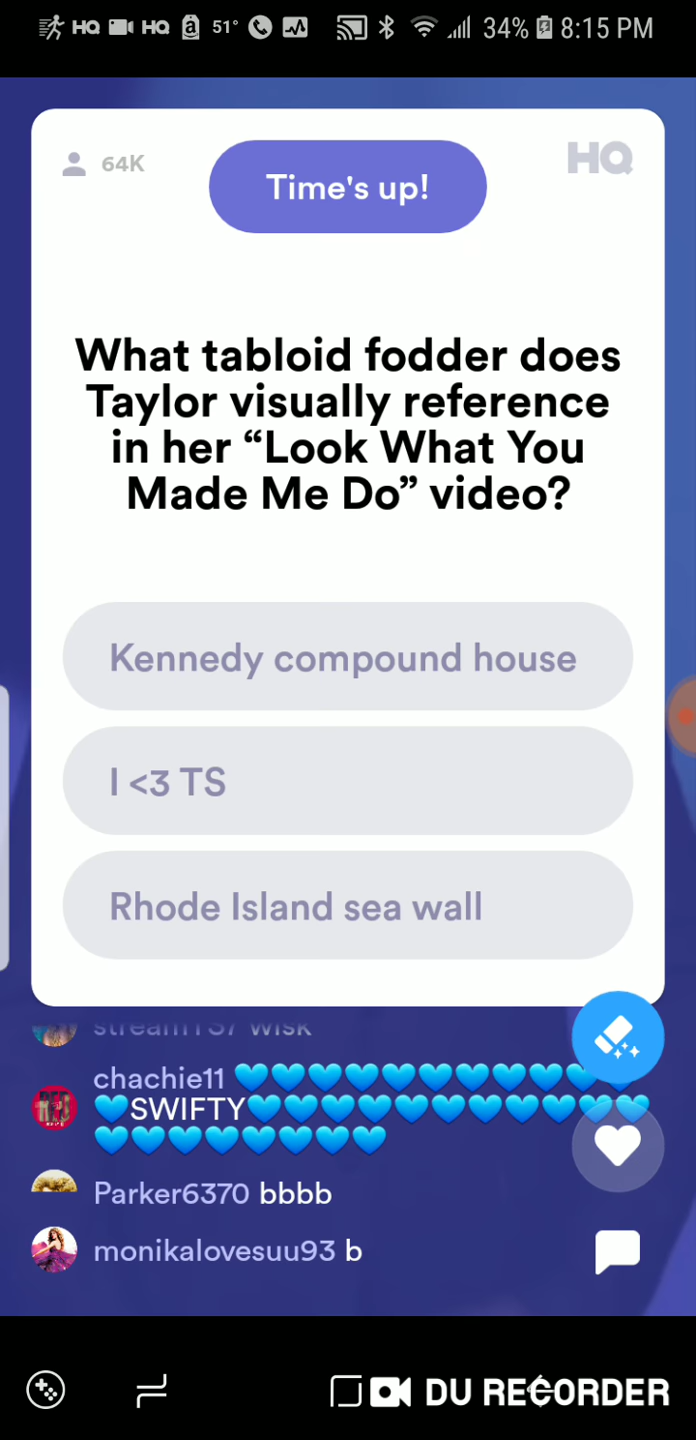 HQ HQ a 51° 34% 8:15 PM
64K
Time's up!
HQ
What tabloid fodder does
Taylor visually reference
in her “Look What You
Made Me Do” video?
Kennedy compound house
I <3 TS
Rhode Island sea wall
stream137 wisk
chachie11 💙💙💙💙💙💙💙💙💙💙💙
💙SWIFTY💙💙💙💙💙💙💙💙💙💙💙
💙💙💙💙💙💙💙💙
Parker6370 bbbb
monikalovesuu93 b
DU RECORDER